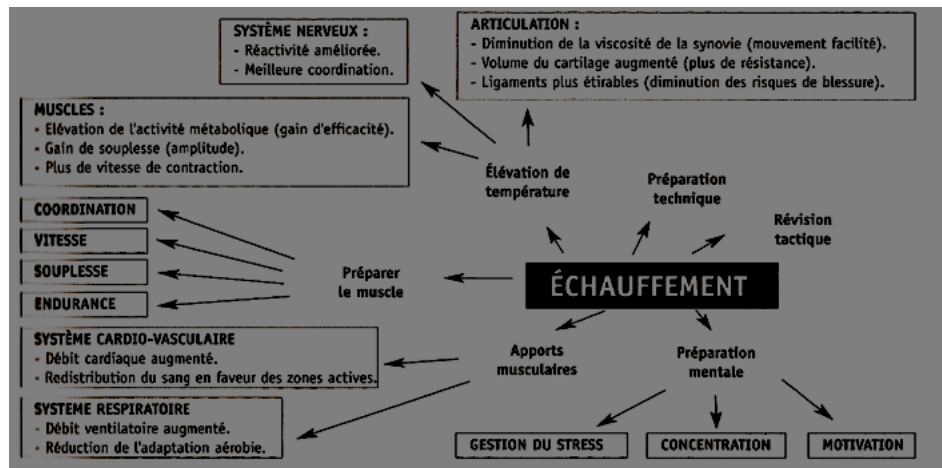 SYSTÈME NERVEUX :
- Réactivité améliorée.
- Meilleure coordination.
ARTICULATION :
- Diminution de la viscosité de la synovie (mouvement facilité).
- Volume du cartilage augmenté (plus de résistance).
- Ligaments plus étirables (diminution des risques de blessure).
MUSCLES :
- Elévation de l'activité métabolique (gain d'efficacité).
- Gain de souplesse (amplitude).
- Plus de vitesse de contraction.
Élévation de
température
Préparation
technique
Révision
tactique
COORDINATION
VITESSE
SOUPLESSE
ENDURANCE
Préparer
le muscle
ÉCHAUFFEMENT
SYSTÈME CARDIO-VASCULAIRE
- Débit cardiaque augmenté.
- Redistribution du sang en faveur des zones actives.
Apports
musculaires
Préparation
mentale
SYSTEME RESPIRATOIRE
- Débit ventilatoire augmenté.
- Réduction de l'adaptation aérobie.
GESTION DU STRESS
CONCENTRATION
MOTIVATION